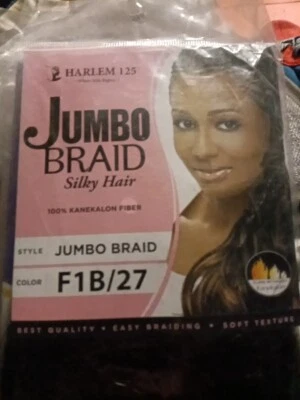 HARLEM 125
JUMBO
BRAID
Silky Hair
100% KANEKALON FIBER
STYLE JUMBO BRAID
COLOR F1B/27
BEST QUALITY • EASY BRAIDING • SOFT TEXTURE